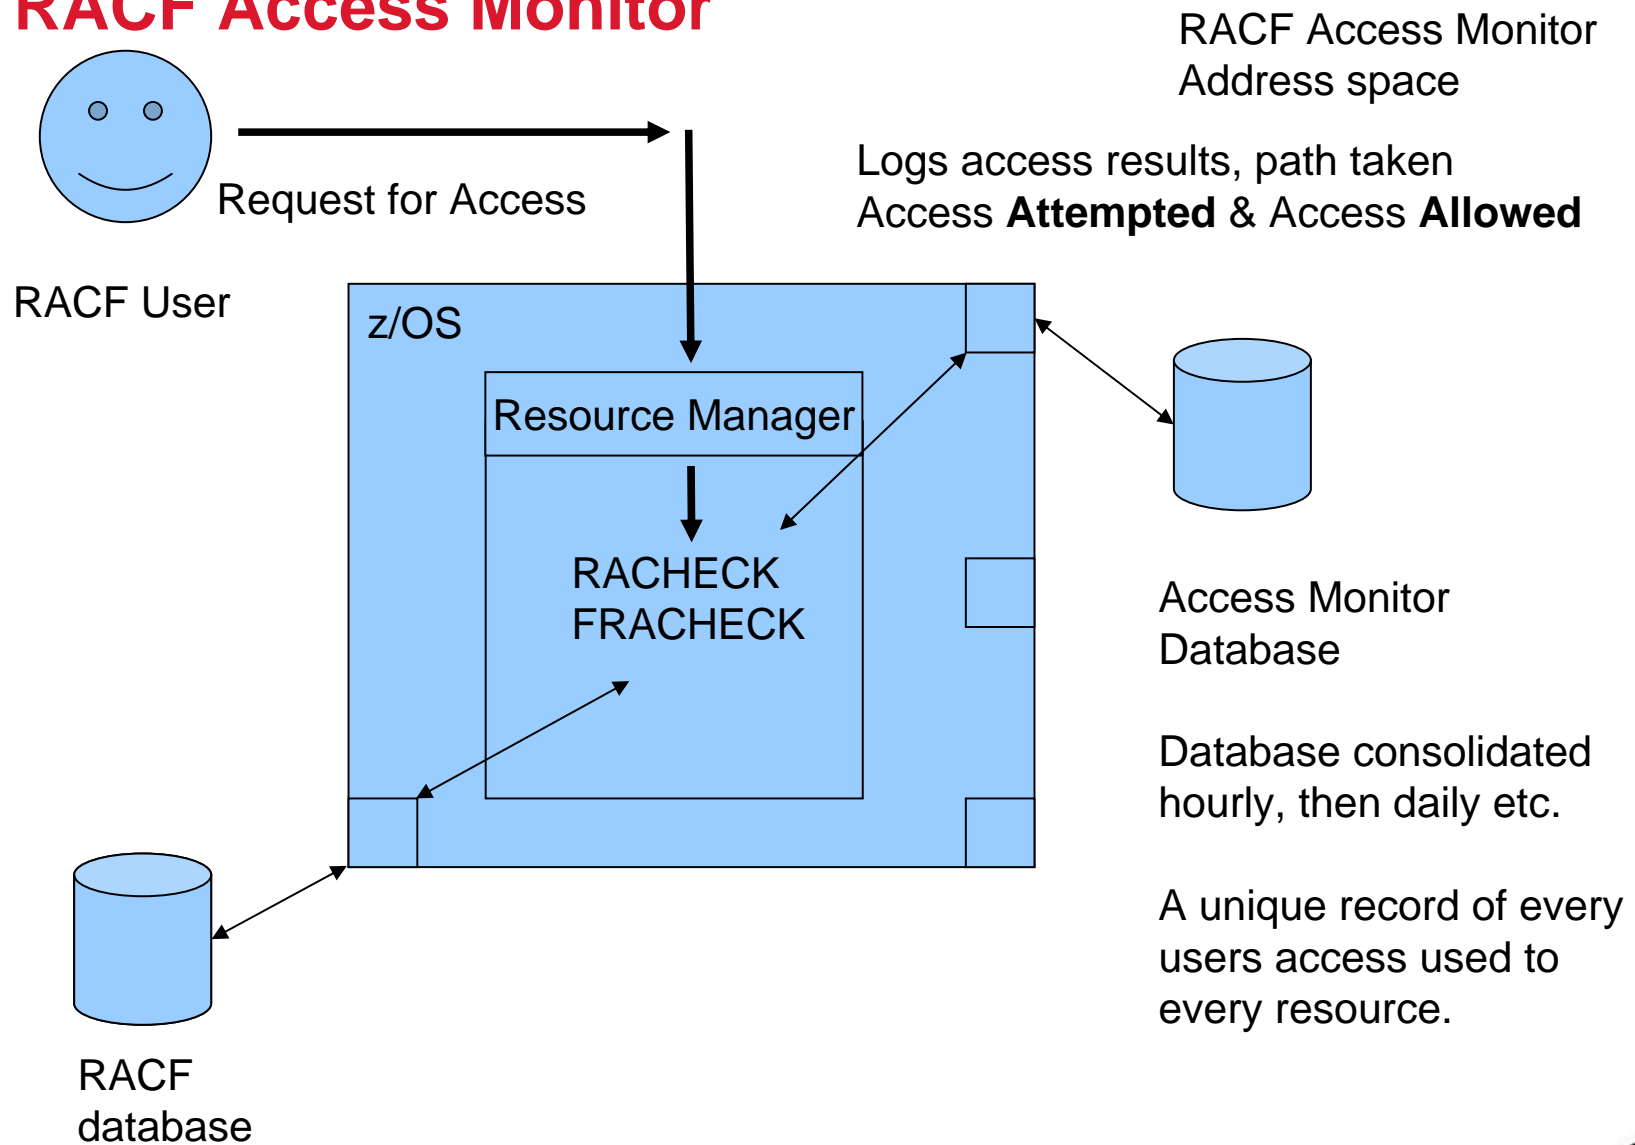 RACF Access Monitor
RACF Access Monitor
Address space
Logs access results, path taken
Access Attempted & Access Allowed
Request for Access
RACF User
z/OS
Resource Manager
RACHECK
FRACHECK
Access Monitor
Database
Database consolidated
hourly, then daily etc.
A unique record of every
users access used to
every resource.
RACF
database